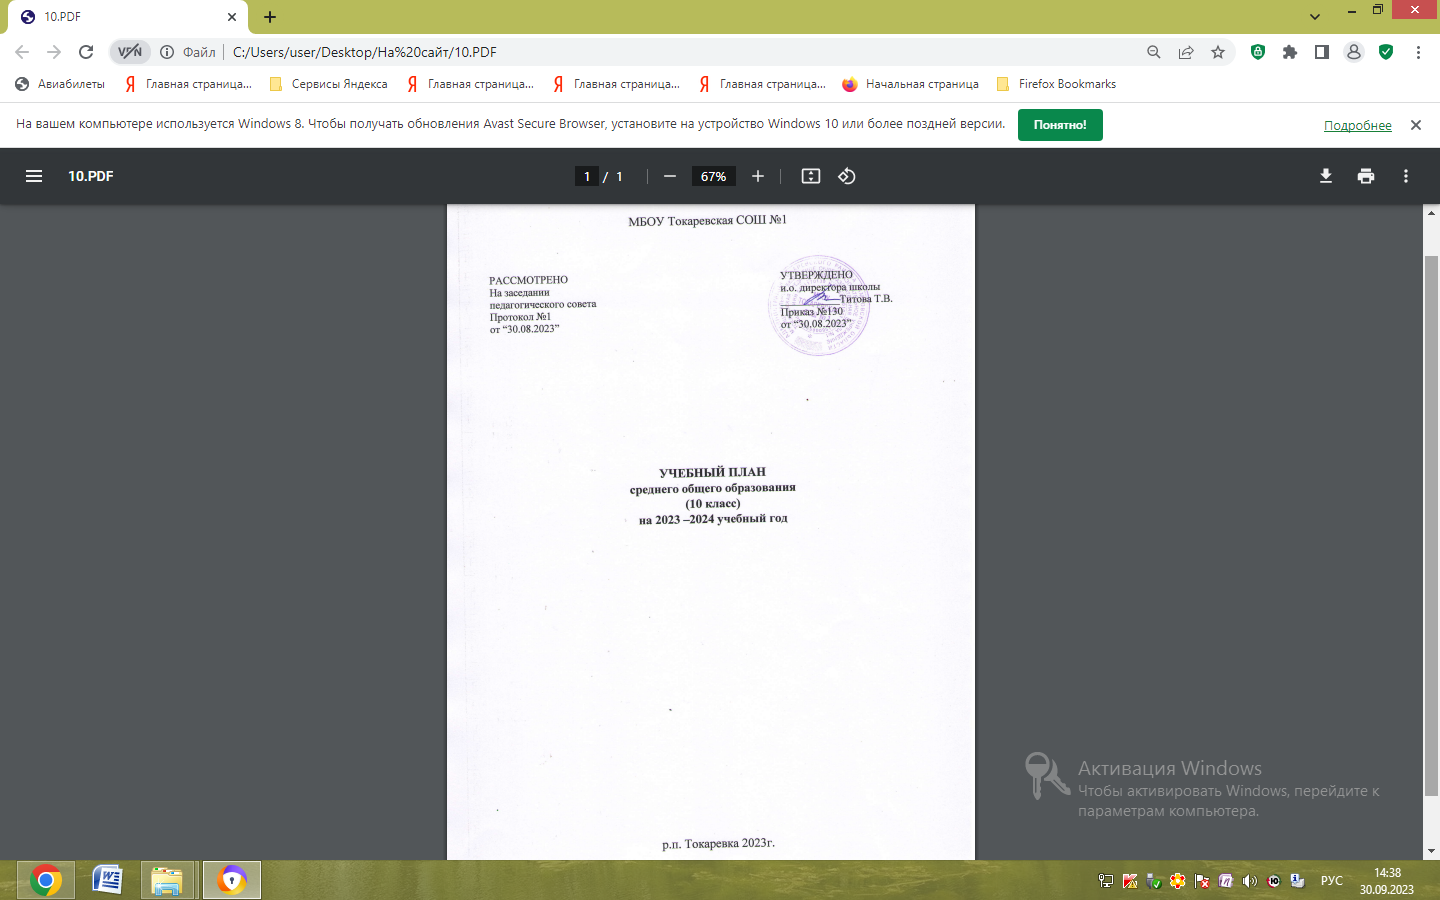 10.PDF
VPN
Файл
C:/Users/user/Desktop/На%20сайт/10.PDF
Авиабилеты
Главная страница...
Сервисы Яндекса
Главная страница...
Главная страница...
Главная страница...
Начальная страница
Firefox Bookmarks
На вашем компьютере используется Windows 8. Чтобы получать обновления Avast Secure Browser, установите на устройство Windows 10 или более поздней версии.
Понятно!
Подробнее
10.PDF
1 / 1
67%
МБОУ Токаревская СОШ №1
РАССМОТРЕНО
На заседании
педагогического совета
Протокол №1
от “30.08.2023”
УТВЕРЖДЕНО
и.о. директора школы
Титова Т.В.
Приказ №130
от “30.08.2023”
УЧЕБНЫЙ ПЛАН
среднего общего образования
(10 класс)
на 2023 –2024 учебный год
р.п. Токаревка 2023г.
Активация Windows
Чтобы активировать Windows, перейдите к
параметрам компьютера.
РУС
14:38
30.09.2023